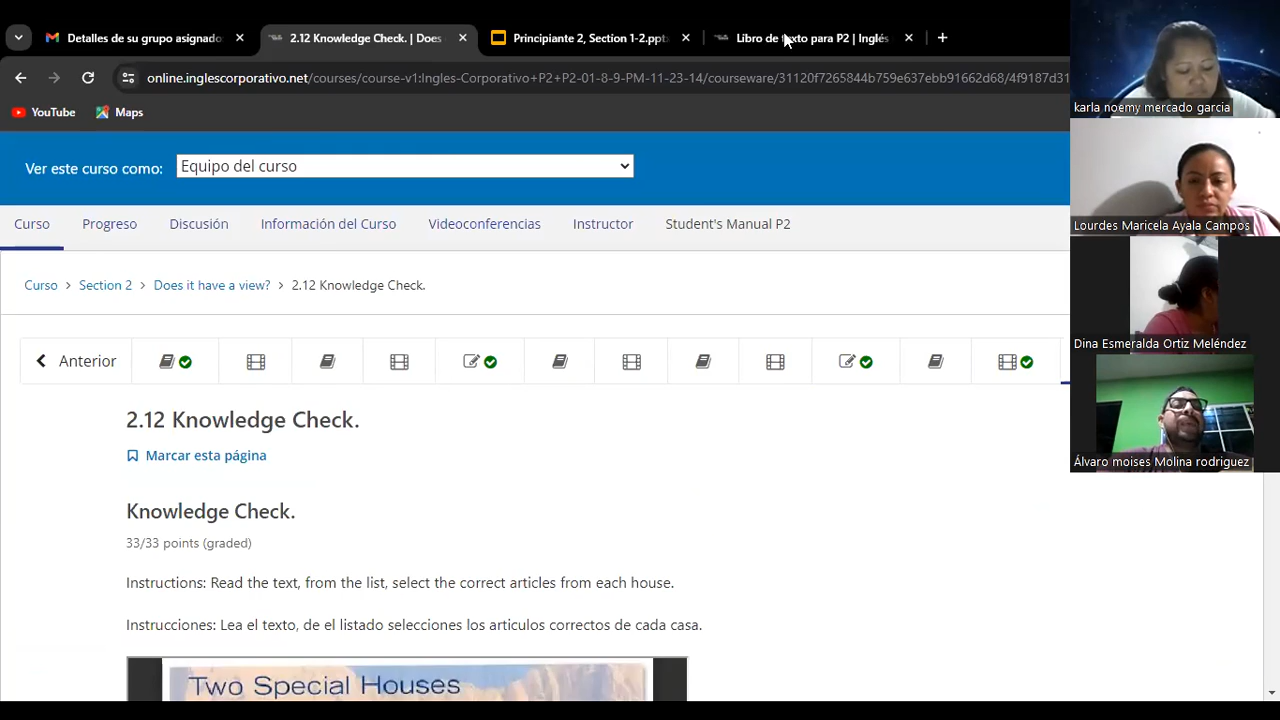 Detalles de su grupo asignado
2.12 Knowledge Check. | Does
Principiante 2, Section 1-2.ppt
Libro de texto para P2 | Inglés
online.inglescorporativo.net/courses/course-v1:Ingles-Corporativo+P2+P2-01-8-9-PM-11-23-14/courseware/31120f7265844b759e637ebb91662d68/4f9187d31
YouTube
Maps
Ver este curso como:
Equipo del curso
Curso
Progreso
Discusión
Información del Curso
Videoconferencias
Instructor
Student's Manual P2
Curso > Section 2 > Does it have a view? > 2.12 Knowledge Check.
Anterior
2.12 Knowledge Check.
Marcar esta página
Knowledge Check.
33/33 points (graded)
Instructions: Read the text, from the list, select the correct articles from each house.
Instrucciones: Lea el texto, de el listado selecciones los articulos correctos de cada casa.
Two Special Houses
karla noemy mercado garcia
Lourdes Maricela Ayala Campos
Dina Esmeralda Ortiz Meléndez
Álvaro moises Molina rodriguez